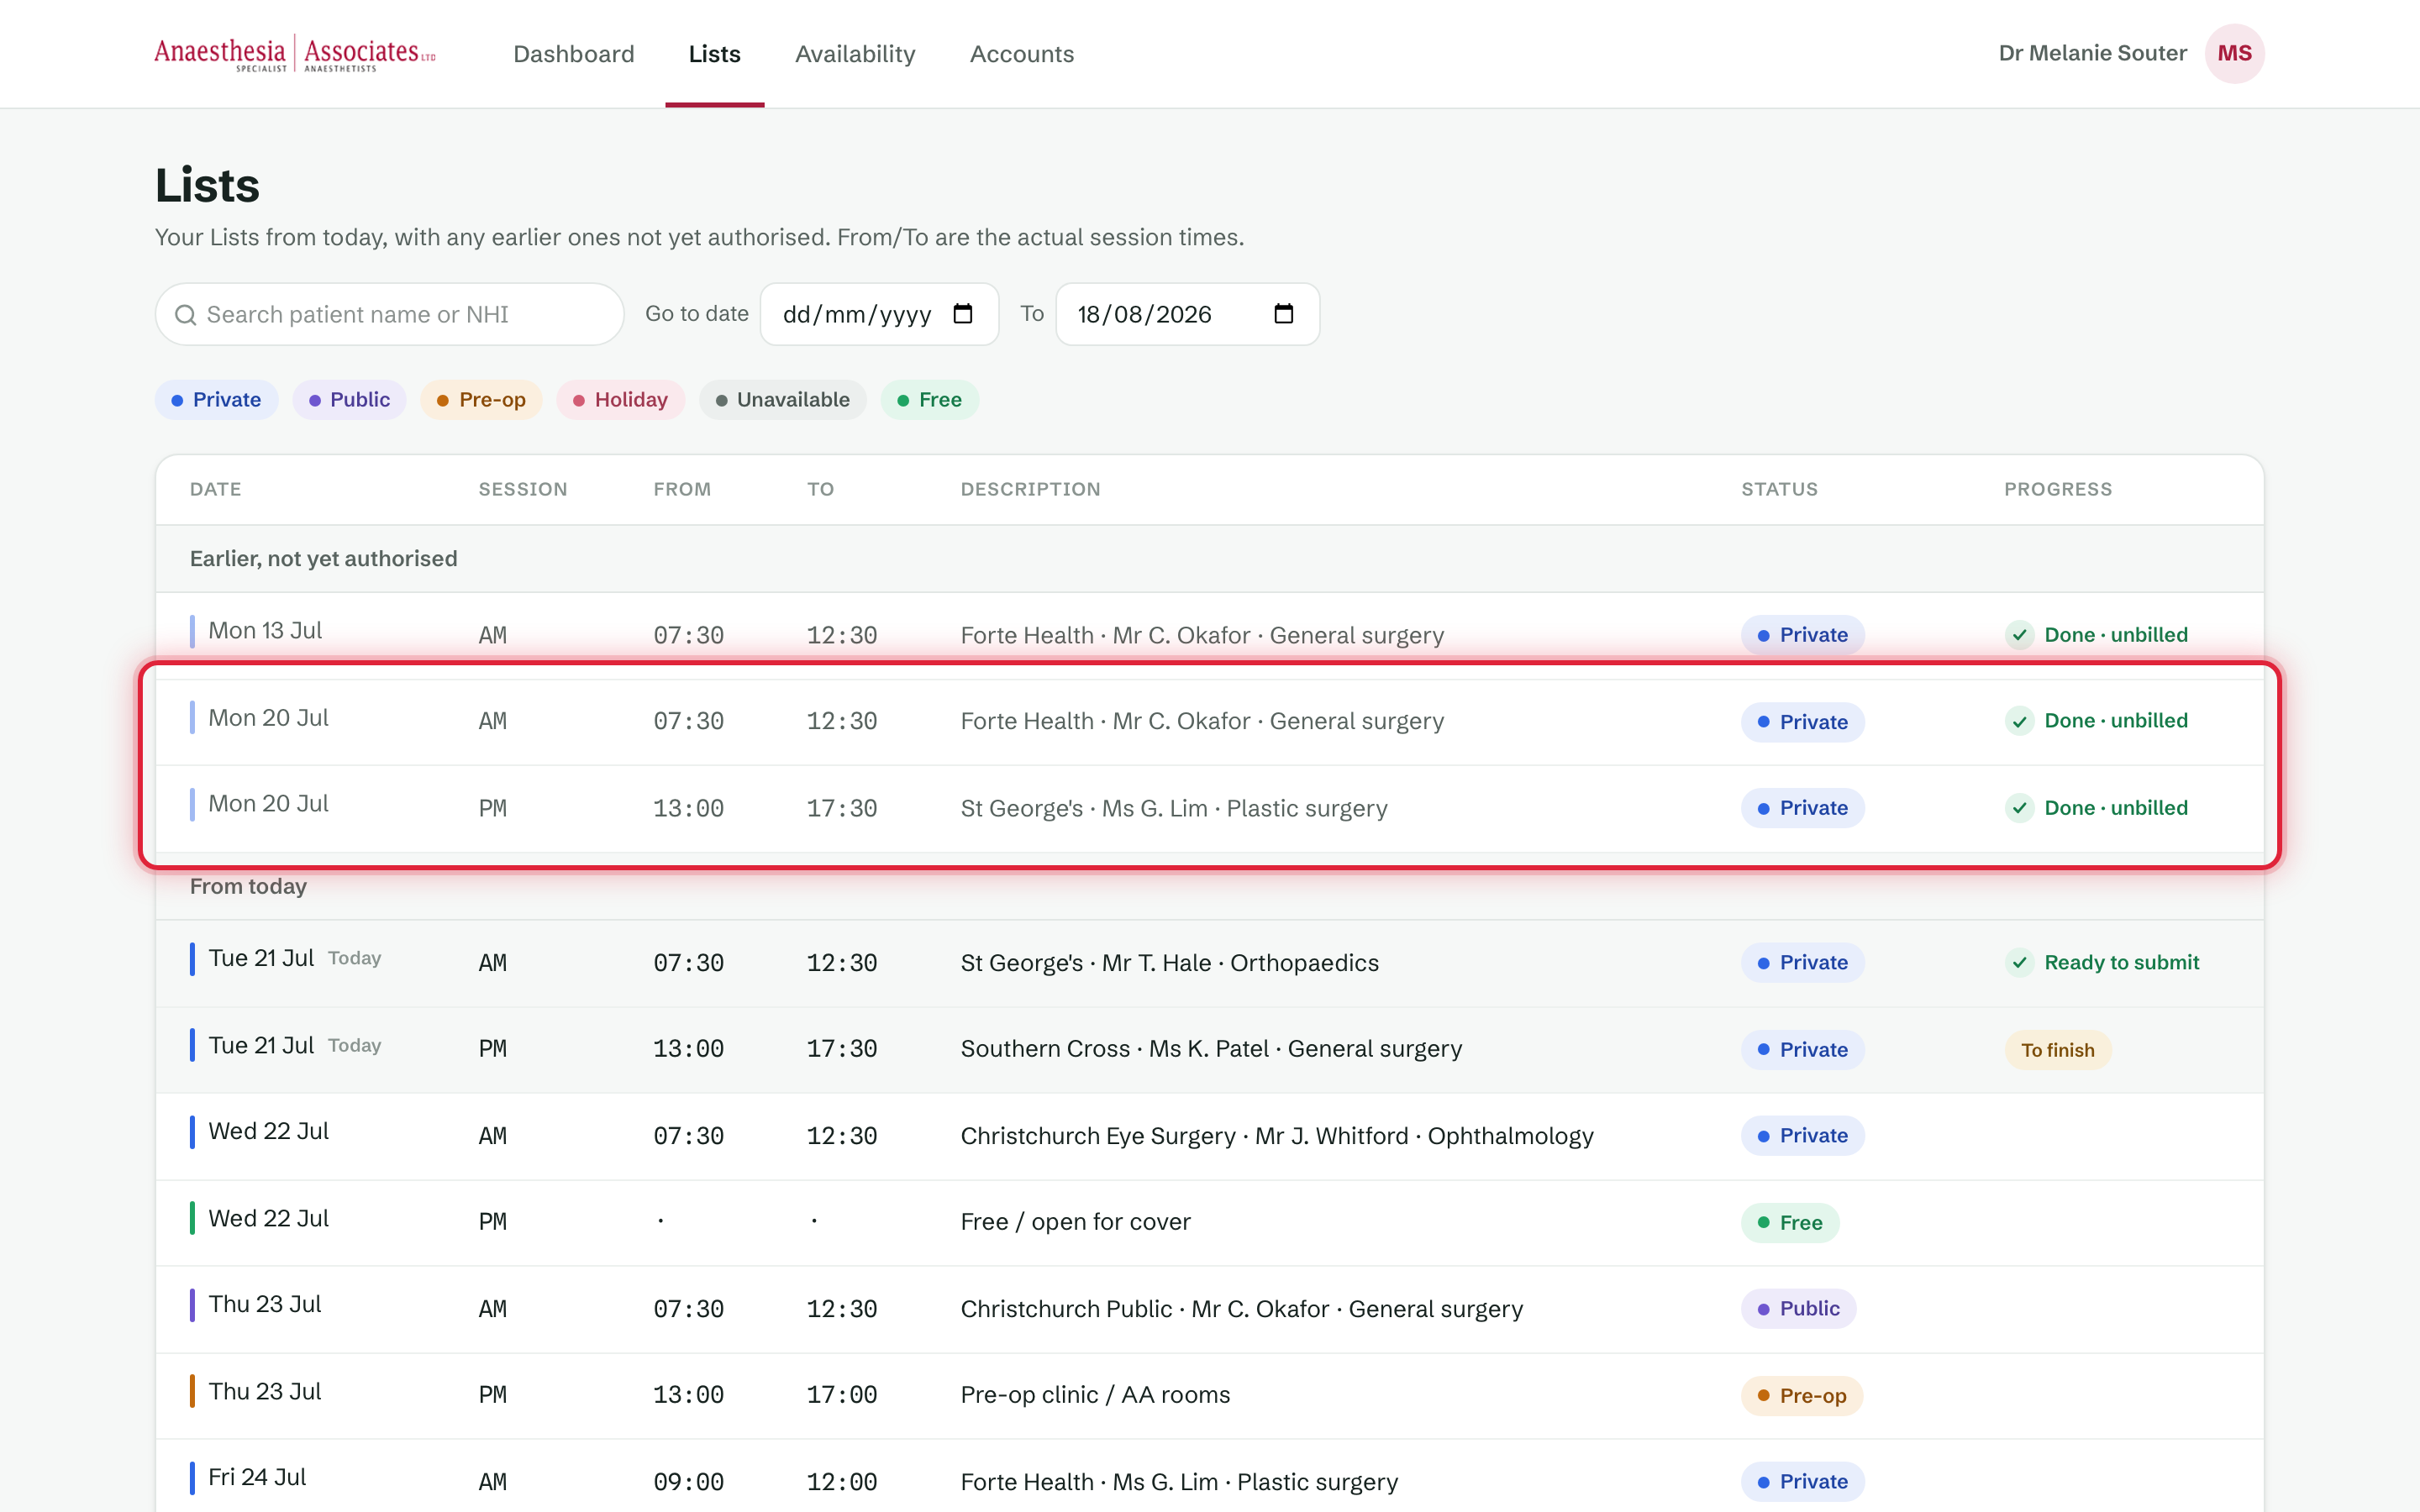 Anaesthesia | Associates LTD
SPECIALIST ANAESTHETISTS
Dashboard Lists Availability Accounts
Dr Melanie Souter MS
Lists
Your Lists from today, with any earlier ones not yet authorised. From/To are the actual session times.
Search patient name or NHI Go to date dd/mm/yyyy To 18/08/2026
Private Public Pre-op Holiday Unavailable Free
DATE SESSION FROM TO DESCRIPTION STATUS PROGRESS
Earlier, not yet authorised
Mon 13 Jul AM 07:30 12:30 Forte Health · Mr C. Okafor · General surgery Private Done · unbilled
Mon 20 Jul AM 07:30 12:30 Forte Health · Mr C. Okafor · General surgery Private Done · unbilled
Mon 20 Jul PM 13:00 17:30 St George's · Ms G. Lim · Plastic surgery Private Done · unbilled
From today
Tue 21 Jul Today AM 07:30 12:30 St George's · Mr T. Hale · Orthopaedics Private Ready to submit
Tue 21 Jul Today PM 13:00 17:30 Southern Cross · Ms K. Patel · General surgery Private To finish
Wed 22 Jul AM 07:30 12:30 Christchurch Eye Surgery · Mr J. Whitford · Ophthalmology Private
Wed 22 Jul PM · · Free / open for cover Free
Thu 23 Jul AM 07:30 12:30 Christchurch Public · Mr C. Okafor · General surgery Public
Thu 23 Jul PM 13:00 17:00 Pre-op clinic / AA rooms Pre-op
Fri 24 Jul AM 09:00 12:00 Forte Health · Ms G. Lim · Plastic surgery Private